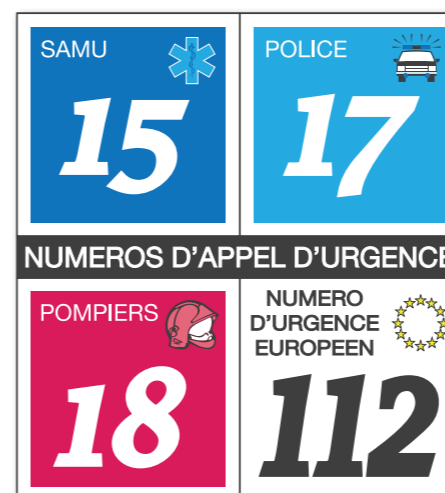 SAMU
15
POLICE
17
NUMEROS D'APPEL D'URGENCE
POMPIERS
18
NUMERO
D'URGENCE
EUROPEEN
112